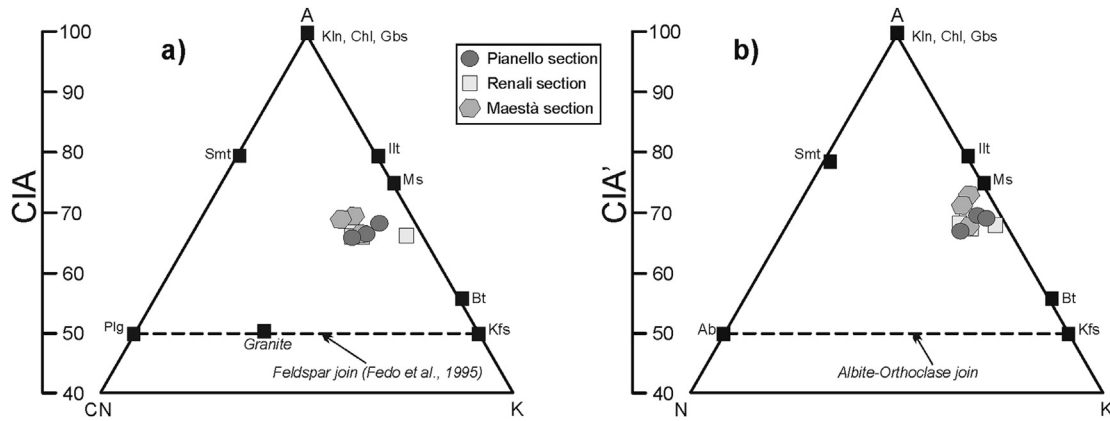 a)
CIA
100
90
80
70
60
50
40
A
Kln, Chl, Gbs
Smt
Ilt
Ms
Bt
Plg
Kfs
Granite
Feldspar join (Fedo et al., 1995)
CN
K
Pianello section
Renali section
Maestà section
b)
CIA’
100
90
80
70
60
50
40
A
Kln, Chl, Gbs
Smt
Ilt
Ms
Bt
Ab
Kfs
Albite-Orthoclase join
N
K